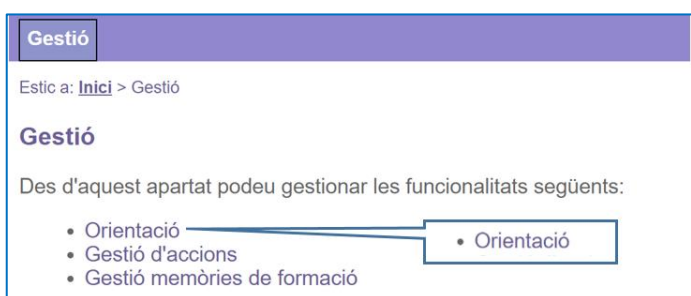 Gestió
Estic a: Inici > Gestió
Gestió
Des d'aquest apartat podeu gestionar les funcionalitats següents:
• Orientació
• Orientació
• Gestió d'accions
• Gestió memòries de formació